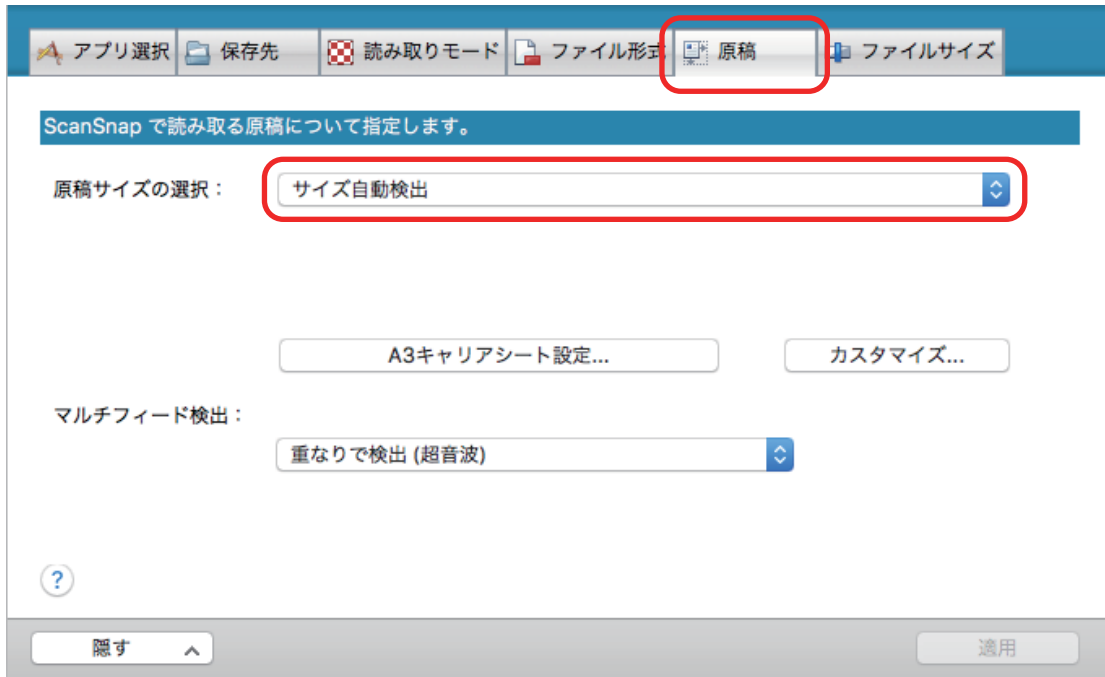 アプリ選択 保存先 読み取りモード ファイル形式 原稿 ファイルサイズ
ScanSnap で読み取る原稿について指定します。
原稿サイズの選択： サイズ自動検出
A3キャリアシート設定... カスタマイズ...
マルチフィード検出：
重なりで検出 (超音波)
?
隠す 適用